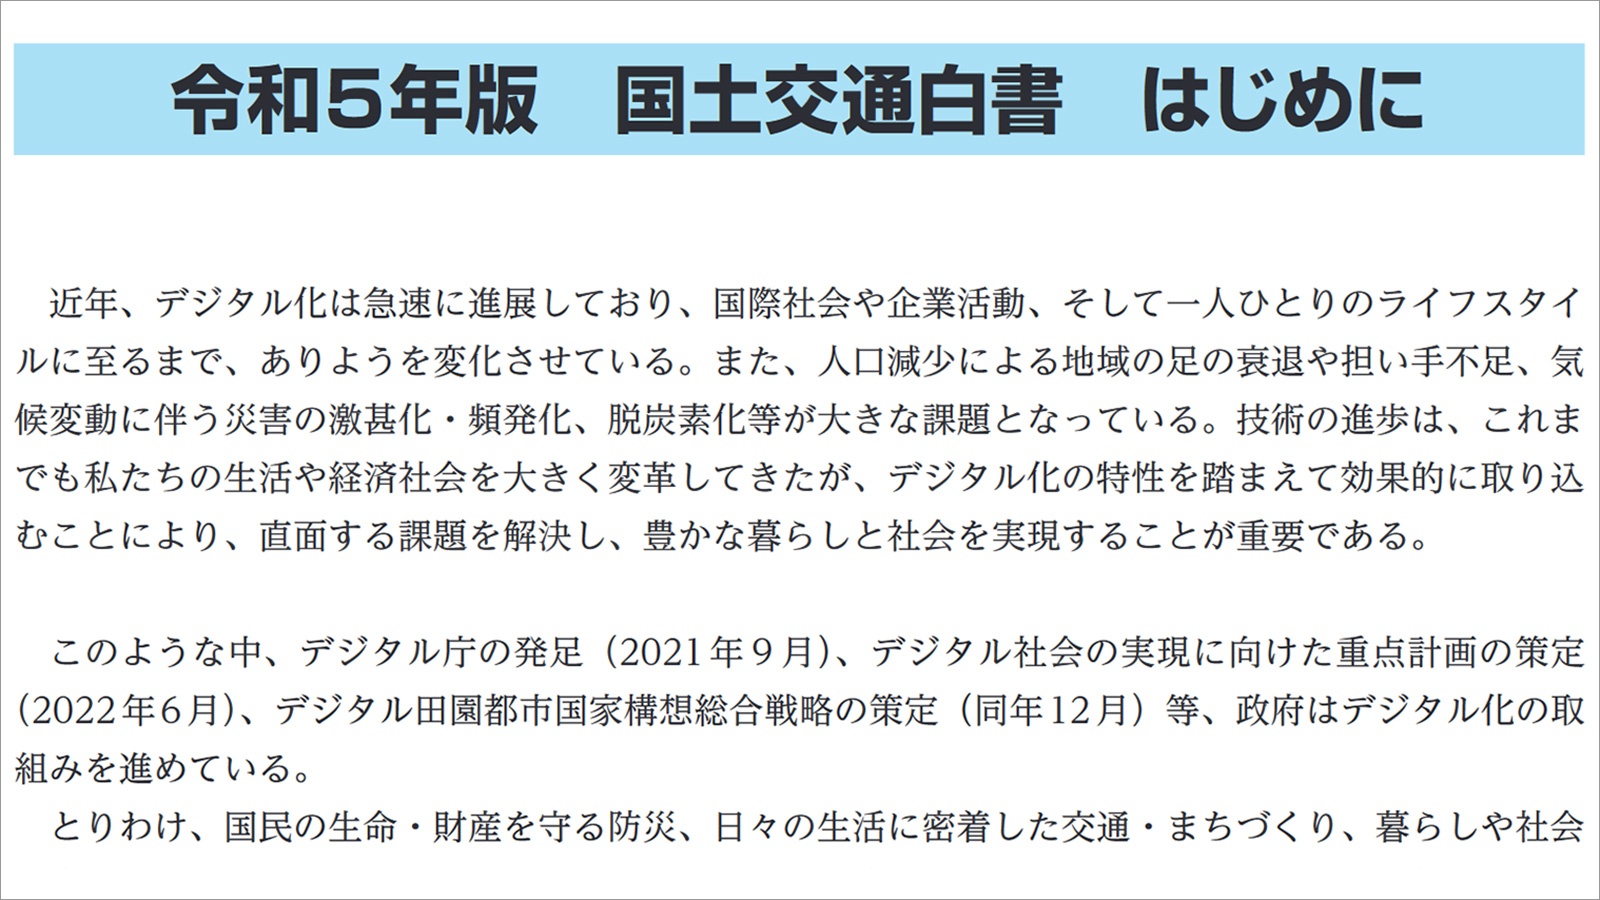 令和5年版　国土交通白書　はじめに
　近年、デジタル化は急速に進展しており、国際社会や企業活動、そして一人ひとりのライフスタイ
ルに至るまで、ありようを変化させている。また、人口減少による地域の足の衰退や担い手不足、気
候変動に伴う災害の激甚化・頻発化、脱炭素化等が大きな課題となっている。技術の進歩は、これま
でも私たちの生活や経済社会を大きく変革してきたが、デジタル化の特性を踏まえて効果的に取り込
むことにより、直面する課題を解決し、豊かな暮らしと社会を実現することが重要である。
　このような中、デジタル庁の発足（2021年９月）、デジタル社会の実現に向けた重点計画の策定
（2022年6月）、デジタル田園都市国家構想総合戦略の策定（同年12月）等、政府はデジタル化の取
組みを進めている。
　とりわけ、国民の生命・財産を守る防災、日々の生活に密着した交通・まちづくり、暮らしや社会